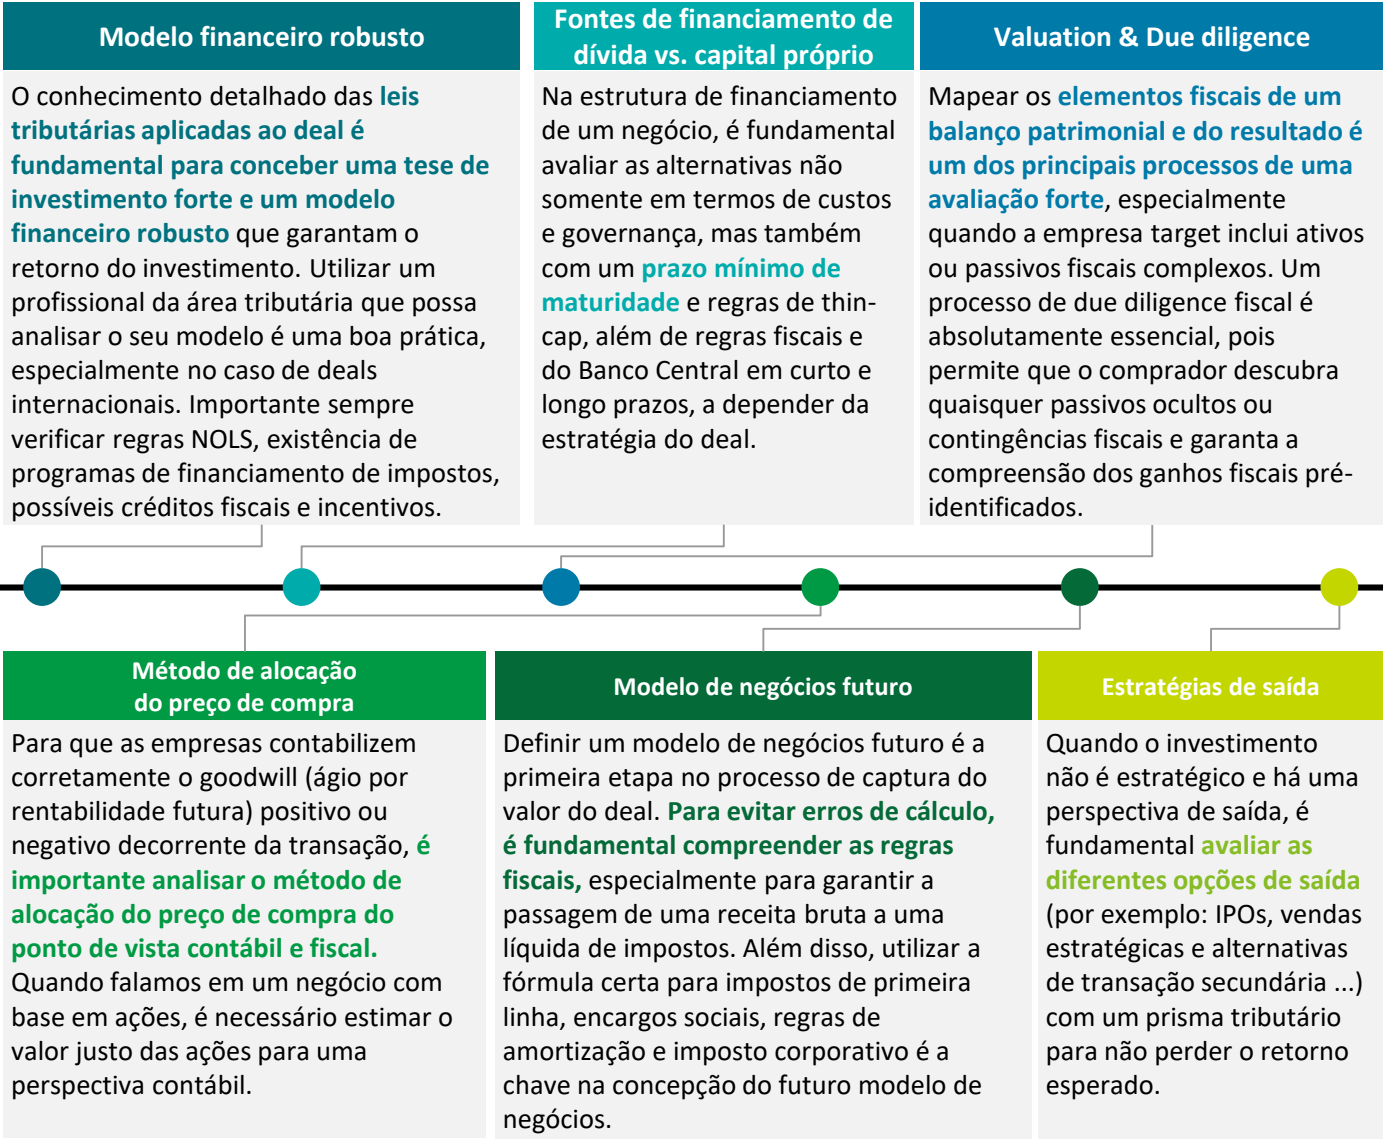 Modelo financeiro robusto
O conhecimento detalhado das leis
tributárias aplicadas ao deal é
fundamental para conceber uma tese de
investimento forte e um modelo
financeiro robusto que garantam o
retorno do investimento. Utilizar um
profissional da área tributária que possa
analisar o seu modelo é uma boa prática,
especialmente no caso de deals
internacionais. Importante sempre
verificar regras NOLS, existência de
programas de financiamento de impostos,
possíveis créditos fiscais e incentivos.
Fontes de financiamento de
dívida vs. capital próprio
Na estrutura de financiamento
de um negócio, é fundamental
avaliar as alternativas não
somente em termos de custos
e governança, mas também
com um prazo mínimo de
maturidade e regras de thin-
cap, além de regras fiscais e
do Banco Central em curto e
longo prazos, a depender da
estratégia do deal.
Valuation & Due diligence
Mapear os elementos fiscais de um
balanço patrimonial e do resultado é
um dos principais processos de uma
avaliação forte, especialmente
quando a empresa target inclui ativos
ou passivos fiscais complexos. Um
processo de due diligence fiscal é
absolutamente essencial, pois
permite que o comprador descubra
quaisquer passivos ocultos ou
contingências fiscais e garanta a
compreensão dos ganhos fiscais pré-
identificados.
Método de alocação
do preço de compra
Para que as empresas contabilizem
corretamente o goodwill (ágio por
rentabilidade futura) positivo ou
negativo decorrente da transação, é
importante analisar o método de
alocação do preço de compra do
ponto de vista contábil e fiscal.
Quando falamos em um negócio com
base em ações, é necessário estimar o
valor justo das ações para uma
perspectiva contábil.
Modelo de negócios futuro
Definir um modelo de negócios futuro é a
primeira etapa no processo de captura do
valor do deal. Para evitar erros de cálculo,
é fundamental compreender as regras
fiscais, especialmente para garantir a
passagem de uma receita bruta a uma
líquida de impostos. Além disso, utilizar a
fórmula certa para impostos de primeira
linha, encargos sociais, regras de
amortização e imposto corporativo é a
chave na concepção do futuro modelo de
negócios.
Estratégias de saída
Quando o investimento
não é estratégico e há uma
perspectiva de saída, é
fundamental avaliar as
diferentes opções de saída
(por exemplo: IPOs, vendas
estratégicas e alternativas
de transação secundária ...)
com um prisma tributário
para não perder o retorno
esperado.